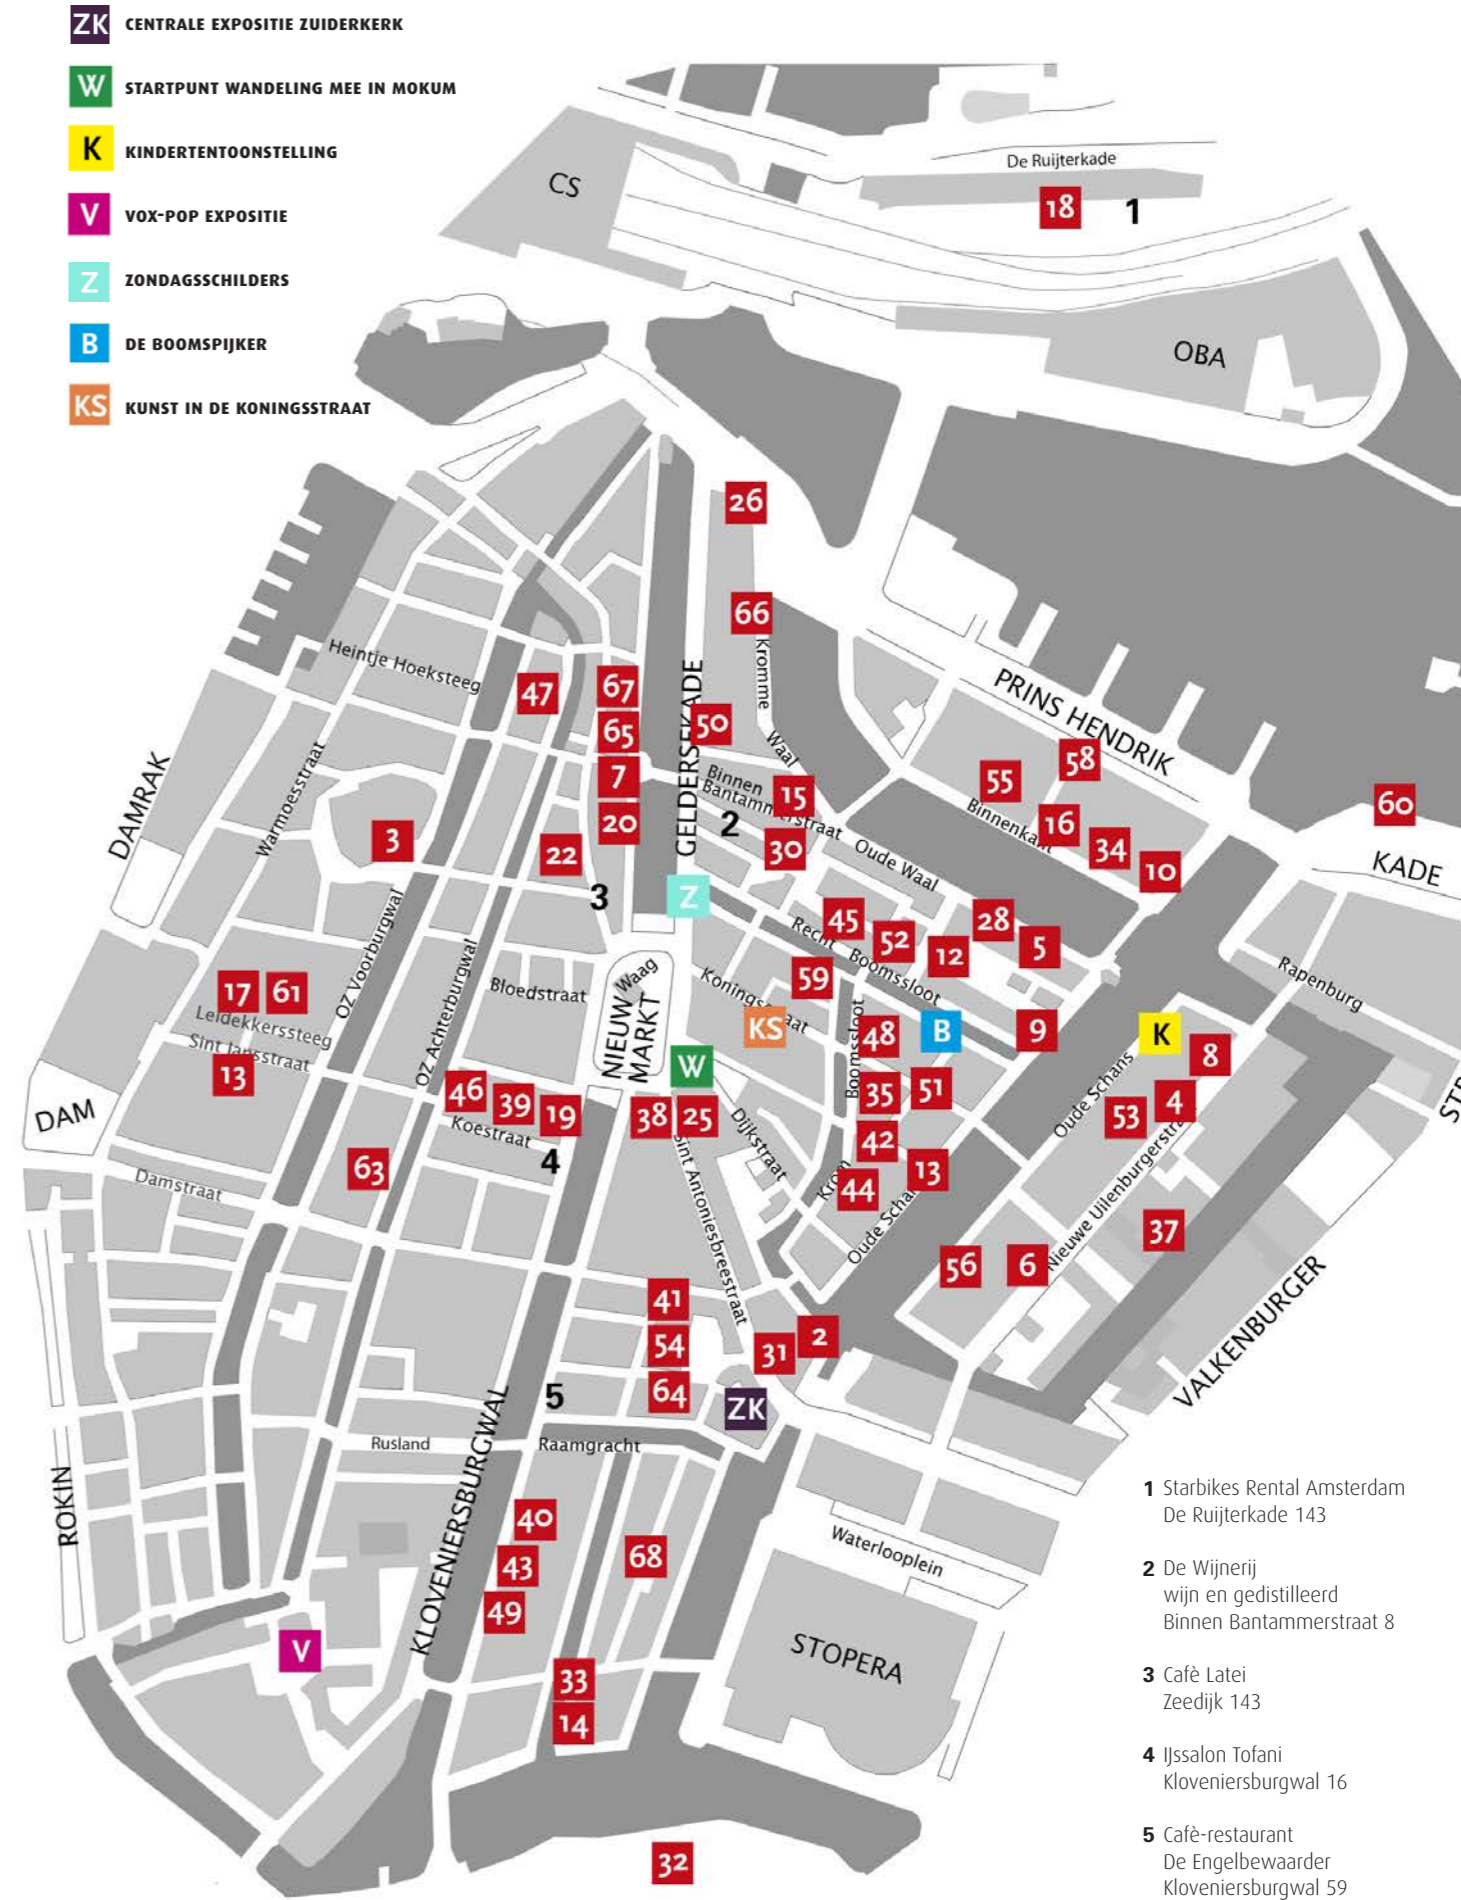 ZK CENTRALE EXPOSITIE ZUIDERKERK
W STARTPUNT WANDELING MEE IN MOKUM
K KINDERTENTOONSTELLING
V VOX-POP EXPOSITIE
Z ZONDAGSSCHILDERS
B DE BOOMSPIJKER
KS KUNST IN DE KONINGSSTRAAT
De Ruijterkade
CS
18
1
OBA
26
66
Kromme
Waal
Heintje Hoeksteeg
47
67
GELDERSEKADE
50
65
PRINS HENDRIK
58
55
DAMRAK
Warmoesstraat
7
Binnen
Bantammerstraat
15
Binnenkant
16
60
3
20
2
22
30
34
10
KADE
Oude Waal
3
Z
OZ Voorburgwal
45
Recht
52
28
5
12
Boomssloot
OZ Achterburgwal
Waag
Bloedstraat
Koningsstraat
59
Rapenburg
17
61
Leidekkerssteeg
NIEUW
MARKT
KS
Boomssloot
48
B
9
K
8
Sint Jansstraat
13
W
46
39
19
38
25
35
51
Oude Schans
53
4
DAM
Koestraat
4
Dijkstraat
42
13
63
Damstraat
Krom
44
Sint Antoniesbreestraat
Oude Schans
Nieuwe Uilenburgerstraat
37
56
6
41
VALKENBURGER
54
31
2
64
5
ZK
Rusland
Raamgracht
ROKIN
KLOVENIERSBURGWAL
40
43
68
49
Waterlooplein
V
STOPERA
33
14
32
1 Starbikes Rental Amsterdam
De Ruijterkade 143
2 De Wijnerij
wijn en gedistilleerd
Binnen Bantammerstraat 8
3 Cafè Latei
Zeedijk 143
4 IJssalon Tofani
Kloveniersburgwal 16
5 Cafè-restaurant
De Engelbewaarder
Kloveniersburgwal 59